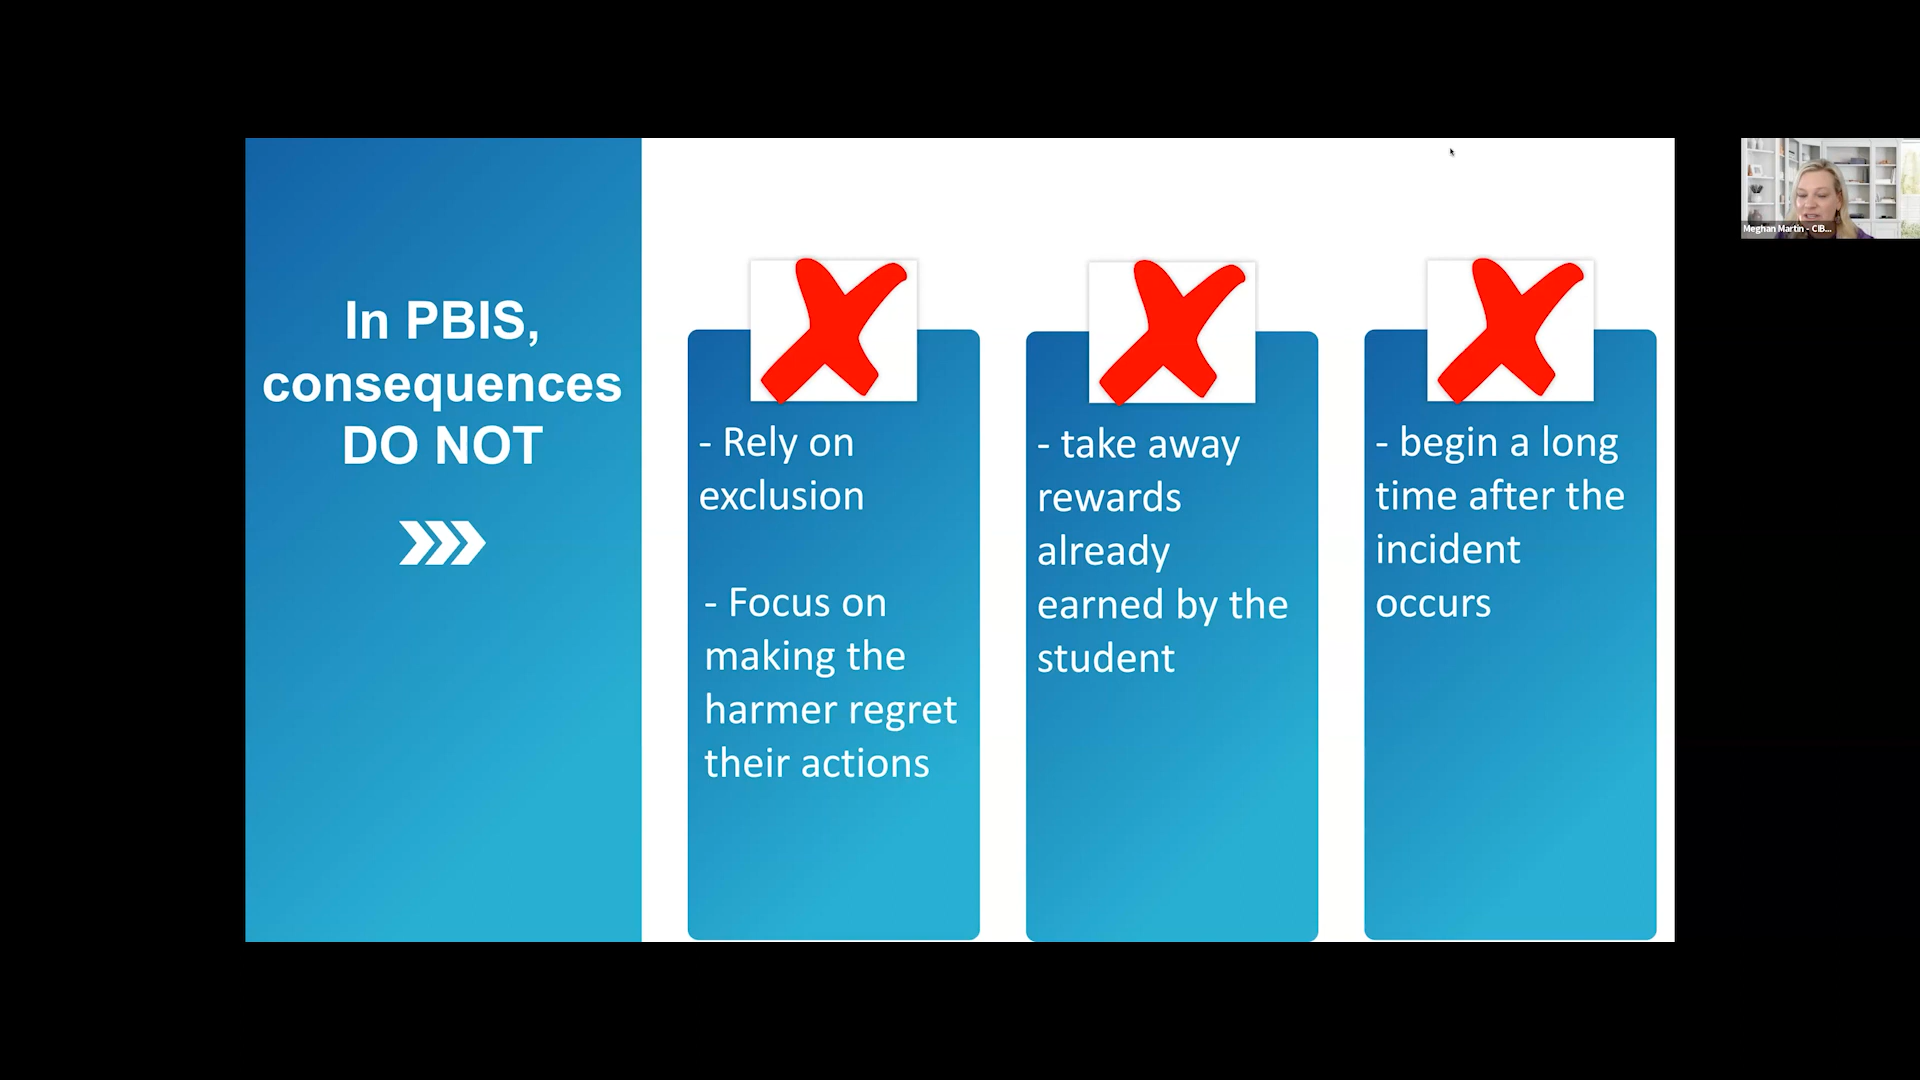 In PBIS,
consequences
DO NOT
- Rely on
exclusion
- Focus on
making the
harmer regret
their actions
- take away
rewards
already
earned by the
student
- begin a long
time after the
incident
occurs
Meghan Martin - CIB...